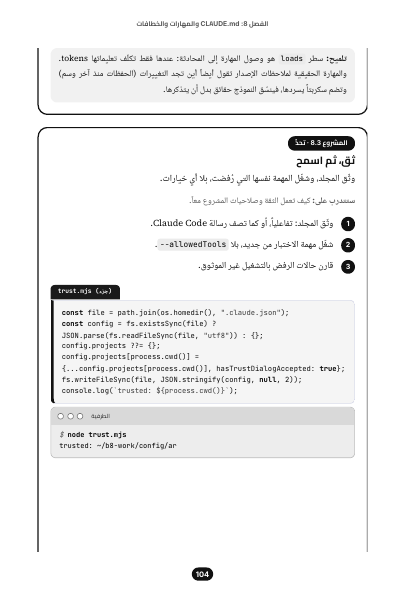 الفصل 8: CLAUDE.md والمهارات والخطافات
تلميح: سطر loads هو وصول المهارة إلى المحادثة: عندها فقط تكلّف تعليماتها tokens.
والمهارة الحقيقية لملاحظات الإصدار تقول أيضاً أين تجد التغييرات (الحفظات منذ آخر وسم)
وتضم سكربتاً يسردها، فينسّق النموذج حقائق بدل أن يتذكرها.
المشروع 8.3 · تحدٍّ
ثق، ثم اسمح
وثّق المجلد، وشغّل المهمة نفسها التي رُفضت، بلا أي خيارات.
ستتدرب على: كيف تعمل الثقة وصلاحيات المشروع معاً.
1 وثّق المجلد: تفاعلياً، أو كما تصف رسالة Claude Code.
2 شغّل مهمة الاختبار من جديد، بلا --allowedTools.
3 قارن حالات الرفض بالتشغيل غير الموثوق.
trust.mjs (جزء)
const file = path.join(os.homedir(), ".claude.json");
const config = fs.existsSync(file) ?
JSON.parse(fs.readFileSync(file, "utf8")) : {};
config.projects ??= {};
config.projects[process.cwd()] =
{...config.projects[process.cwd()], hasTrustDialogAccepted: true};
fs.writeFileSync(file, JSON.stringify(config, null, 2));
console.log(`trusted: ${process.cwd()}`);
الطرفية
# node trust.mjs
trusted: ~/b8-work/config/ar
104